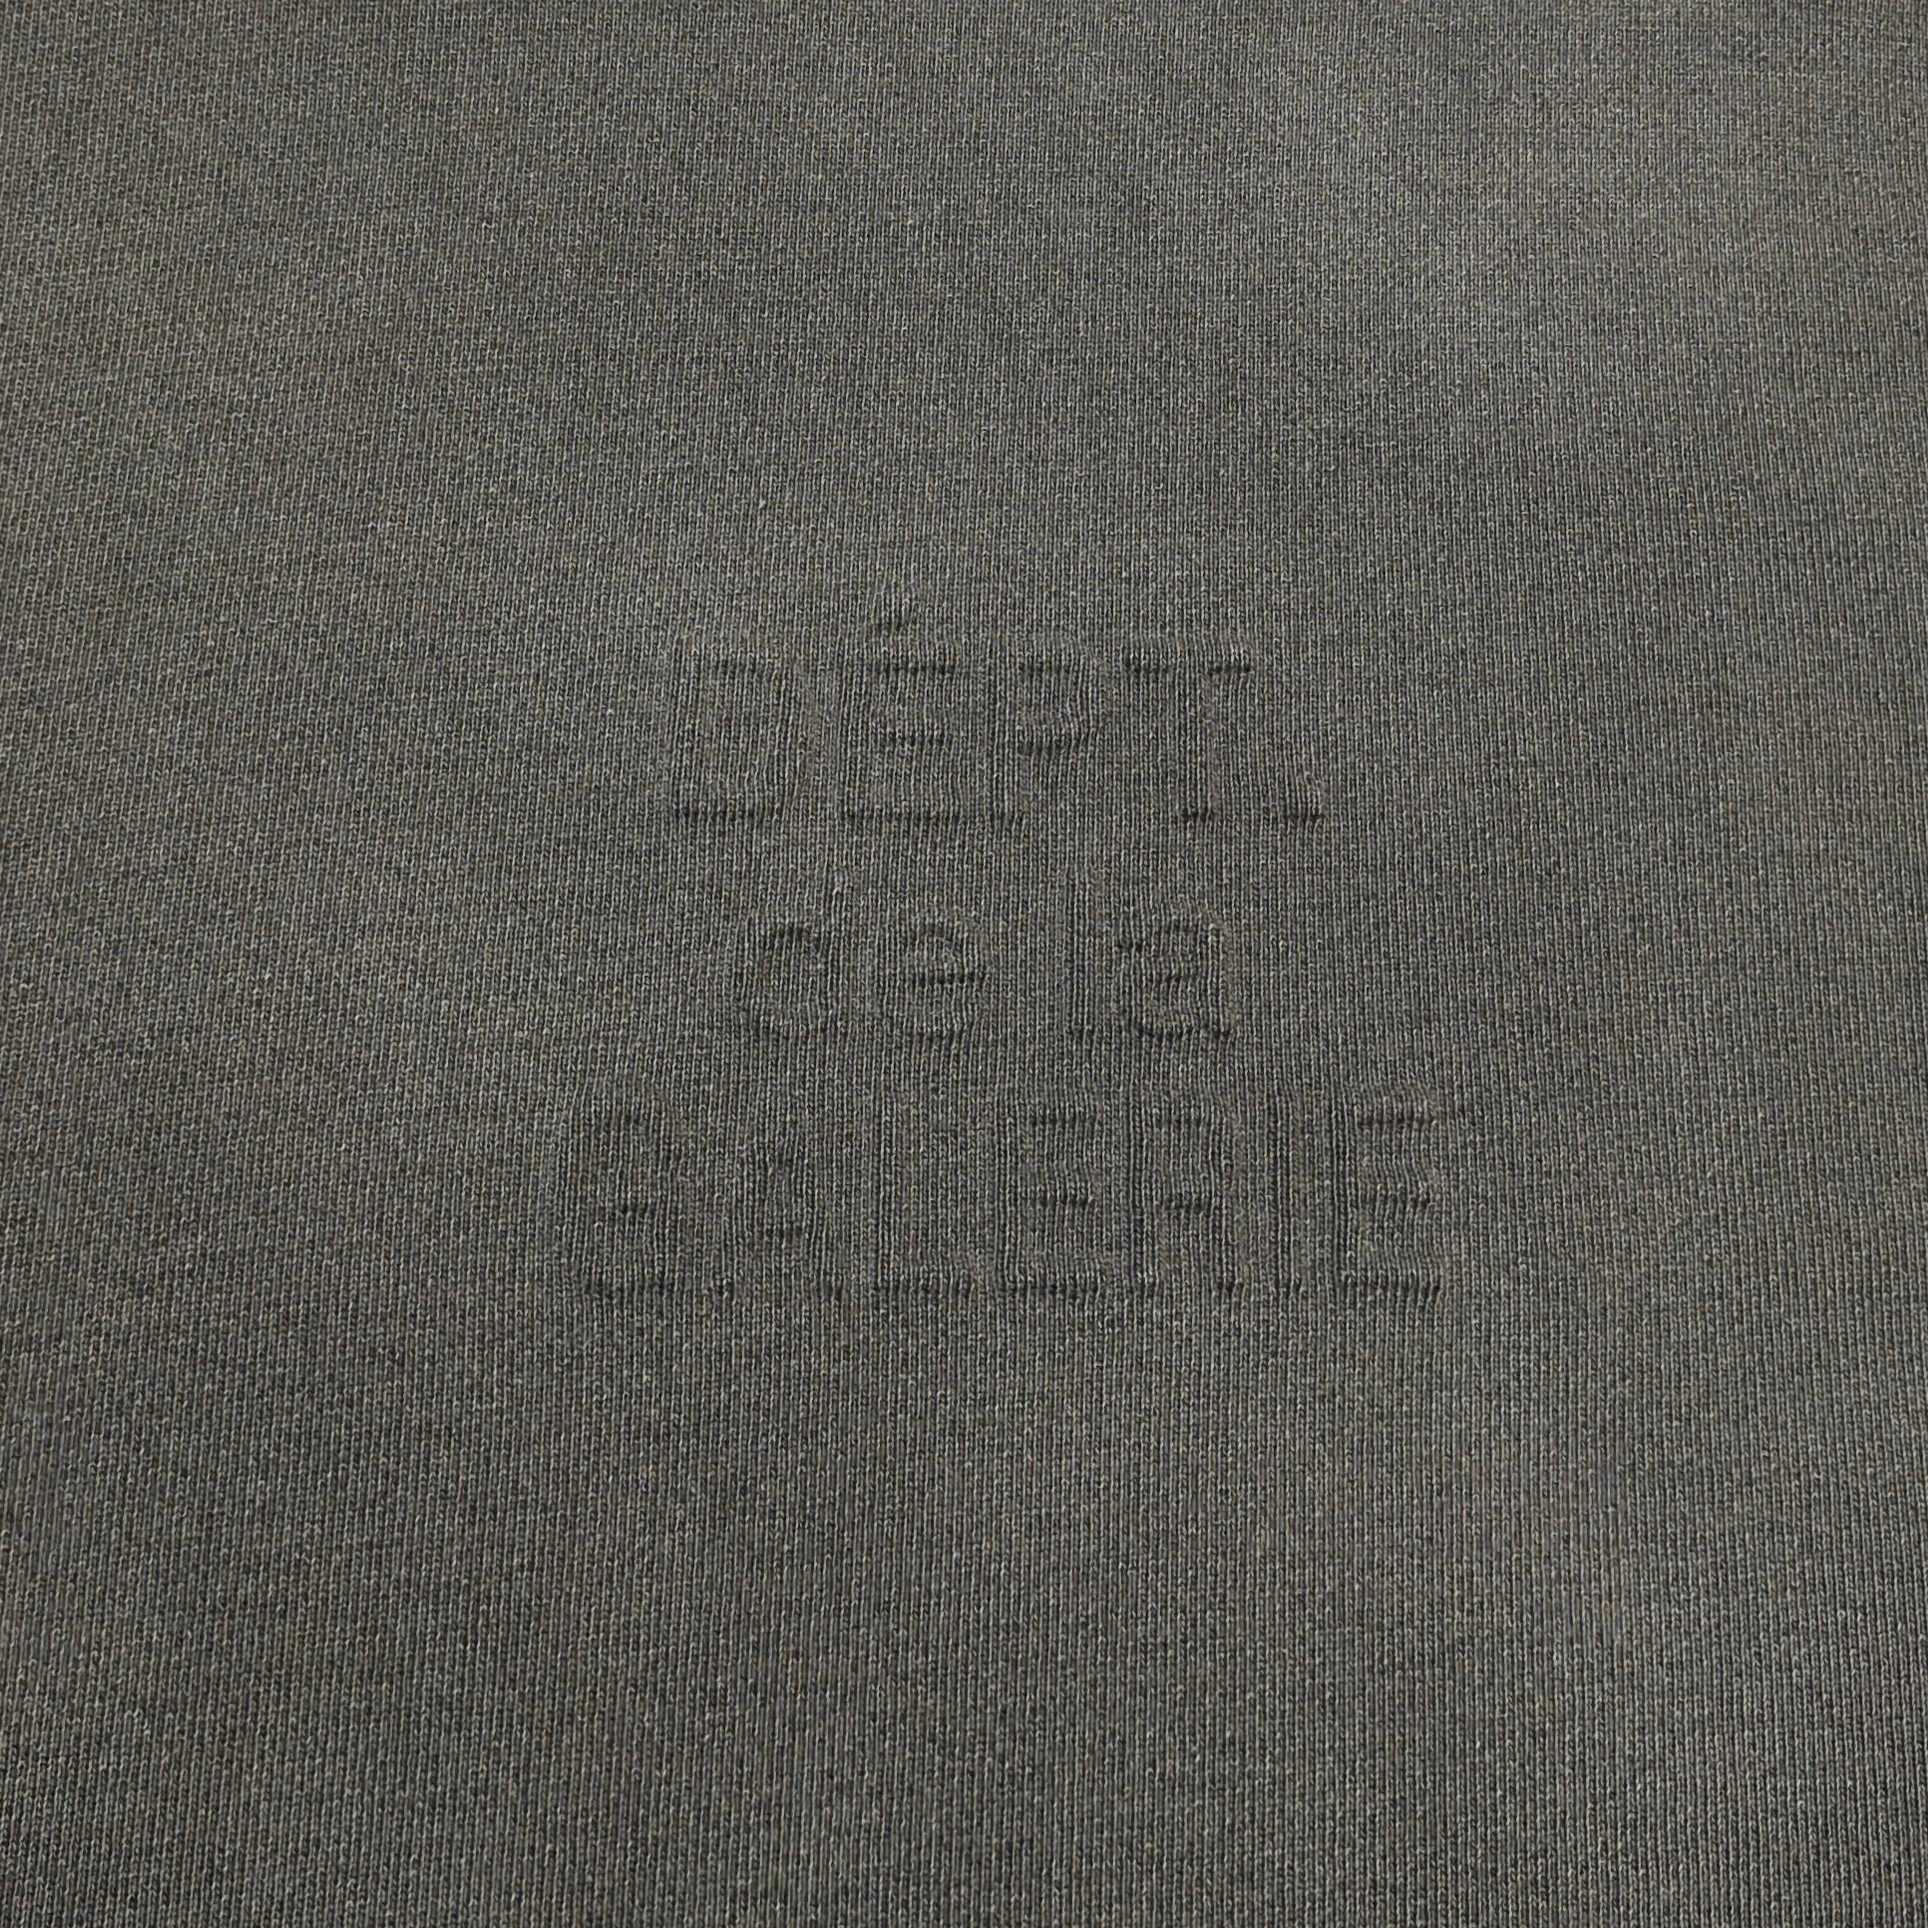 DÉPT.
de la
GALERIE